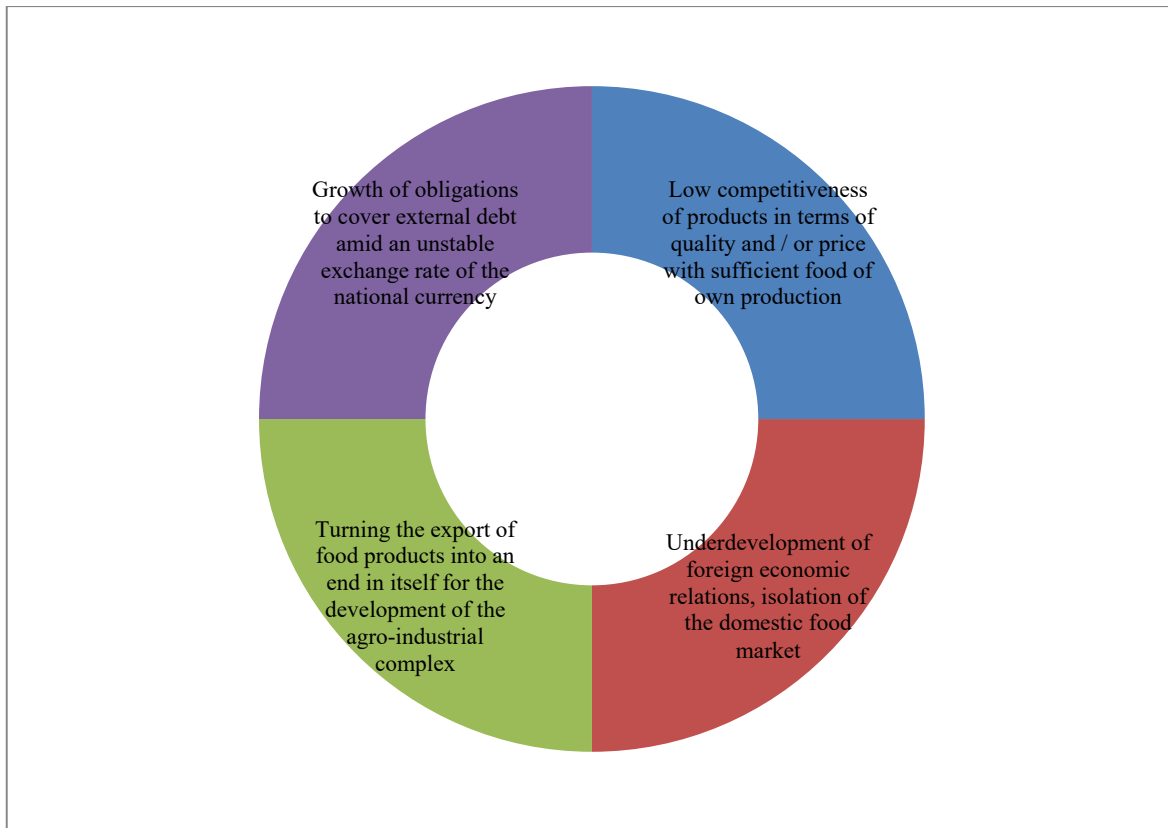 Growth of obligations
to cover external debt
amid an unstable
exchange rate of the
national currency
Low competitiveness
of products in terms of
quality and / or price
with sufficient food of
own production
Turning the export of
food products into an
end in itself for the
development of the
agro-industrial
complex
Underdevelopment of
foreign economic
relations, isolation of
the domestic food
market